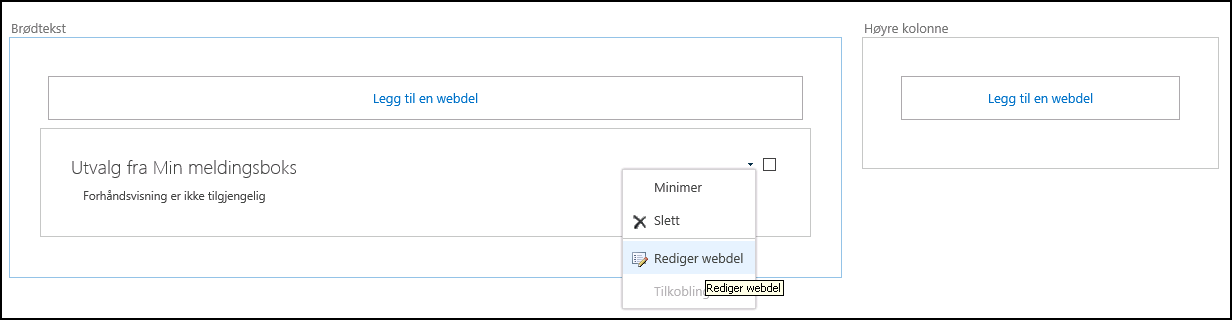 Brødtekst
Høyre kolonne
Legg til en webdel
Legg til en webdel
Utvalg fra Min meldingsboks
Forhåndsvisning er ikke tilgjengelig
Minimer
Slett
Rediger webdel
Tilkobling
Rediger webdel